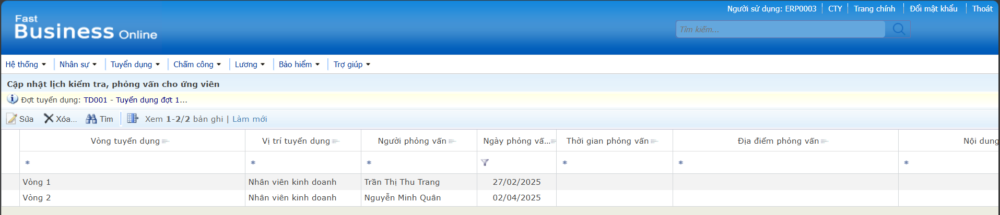 Người sử dụng: ERP0003 CTY Trang chính Đổi mật khẩu Thoát
Fast
Business Online
Tìm kiếm...
Hệ thống Nhân sự Tuyển dụng Chấm công Lương Bảo hiểm Trợ giúp
Cập nhật lịch kiểm tra, phỏng vấn cho ứng viên
Đợt tuyển dụng: TD001 - Tuyển dụng đợt 1...
Sửa Xóa... Tìm Xem 1-2/2 bản ghi | Làm mới
Vòng tuyển dụng Vị trí tuyển dụng Người phỏng vấn Ngày phỏng vấ... Thời gian phỏng vấn Địa điểm phỏng vấn Nội dung
* * * * * *
Vòng 1 Nhân viên kinh doanh Trần Thị Thu Trang 27/02/2025
Vòng 2 Nhân viên kinh doanh Nguyễn Minh Quân 02/04/2025